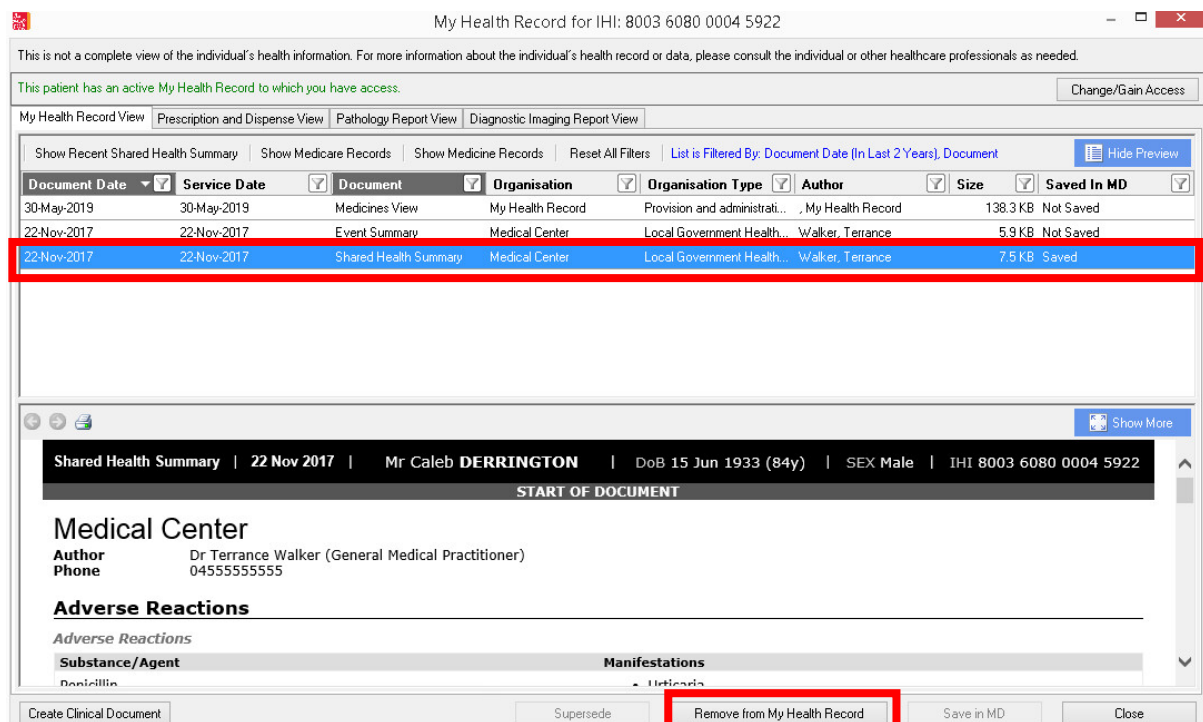 My Health Record for IHI: 8003 6080 0004 5922
This is not a complete view of the individual's health information. For more information about the individual's health record or data, please consult the individual or other healthcare professionals as needed.
This patient has an active My Health Record to which you have access. Change/Gain Access
My Health Record View Prescription and Dispense View Pathology Report View Diagnostic Imaging Report View
Show Recent Shared Health Summary Show Medicare Records Show Medicine Records Reset All Filters List is Filtered By: Document Date (In Last 2 Years), Document Hide Preview
Document Date Service Date Document Organisation Organisation Type Author Size Saved In MD
30-May-2019 30-May-2019 Medicines View My Health Record Provision and administrati... , My Health Record 138.3 KB Not Saved
22-Nov-2017 22-Nov-2017 Event Summary Medical Center Local Government Health... Walker, Terrance 5.9 KB Not Saved
22-Nov-2017 22-Nov-2017 Shared Health Summary Medical Center Local Government Health... Walker, Terrance 7.5 KB Saved
Show More
Shared Health Summary | 22 Nov 2017 | Mr Caleb DERRINGTON | DoB 15 Jun 1933 (84y) | SEX Male | IHI 8003 6080 0004 5922
START OF DOCUMENT
Medical Center
Author Dr Terrance Walker (General Medical Practitioner)
Phone 04555555555
Adverse Reactions
Adverse Reactions
Substance/Agent Manifestations
Penicillin • Urticaria
Create Clinical Document Supersede Remove from My Health Record Save in MD Close